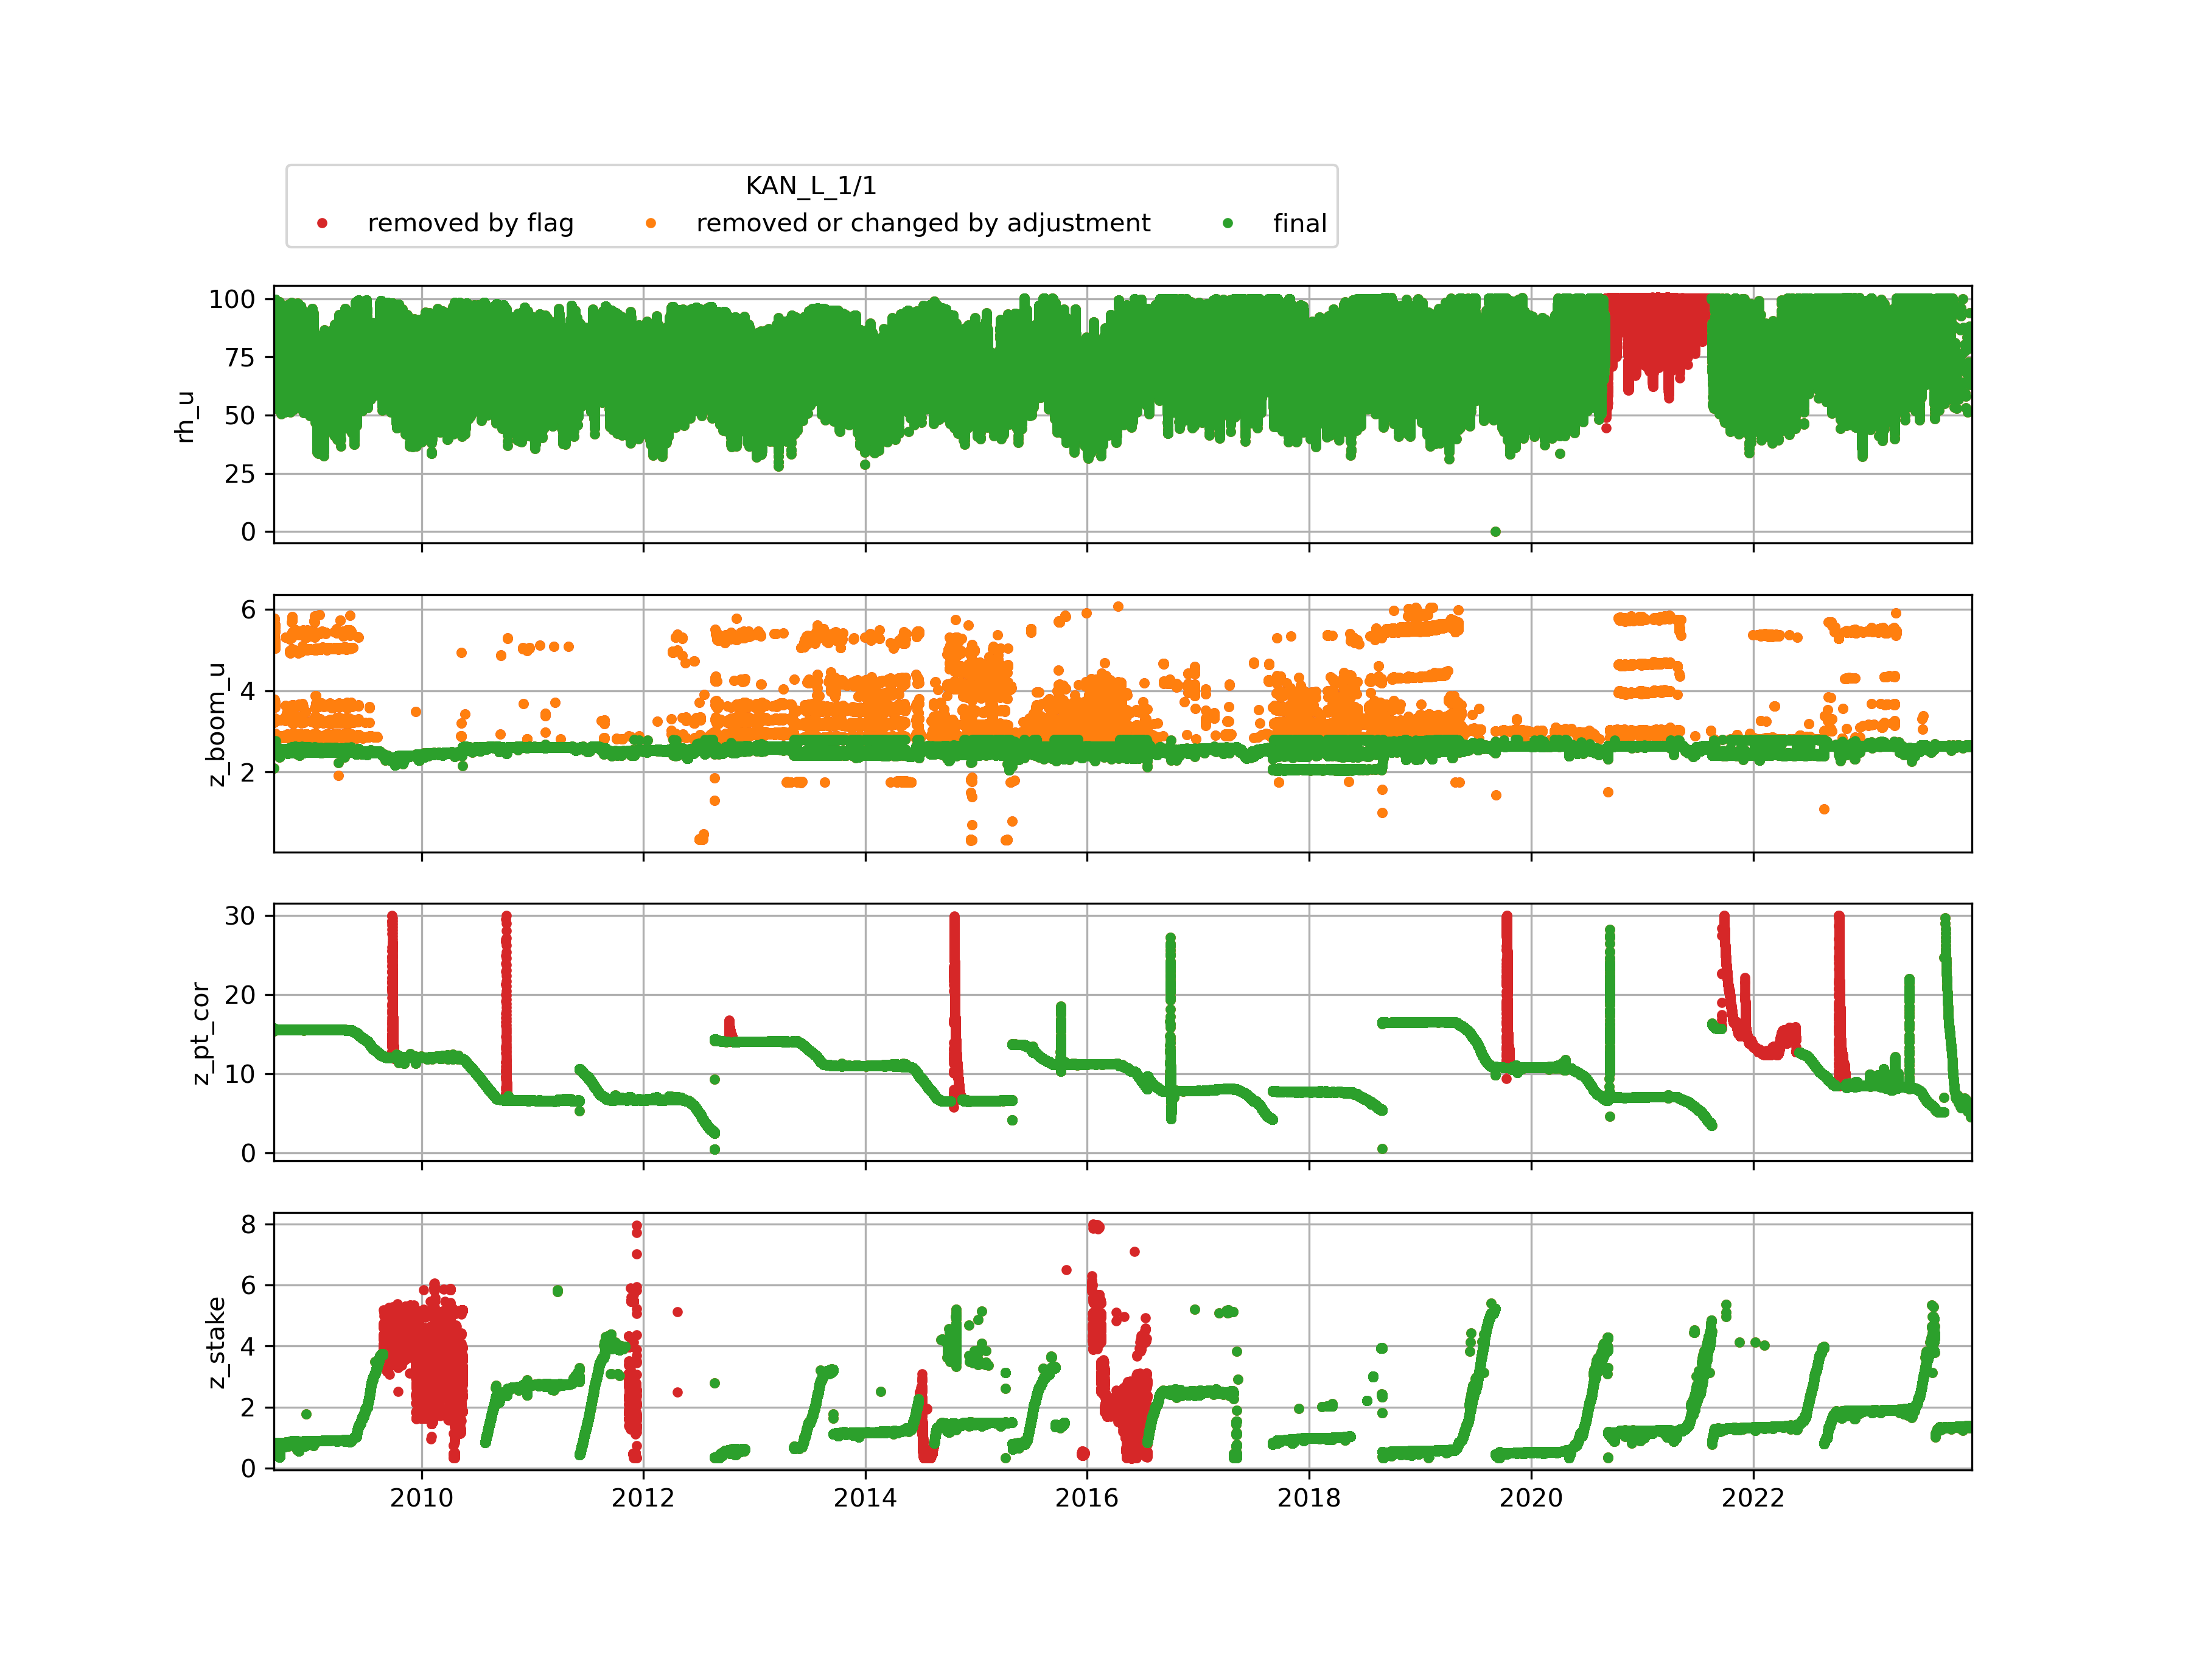 KAN_L_1/1
removed by flag removed or changed by adjustment final
100
75
50
25
0
rh_u
6
4
2
z_boom_u
30
20
10
0
z_pt_cor
8
6
4
2
0
z_stake
2010 2012 2014 2016 2018 2020 2022